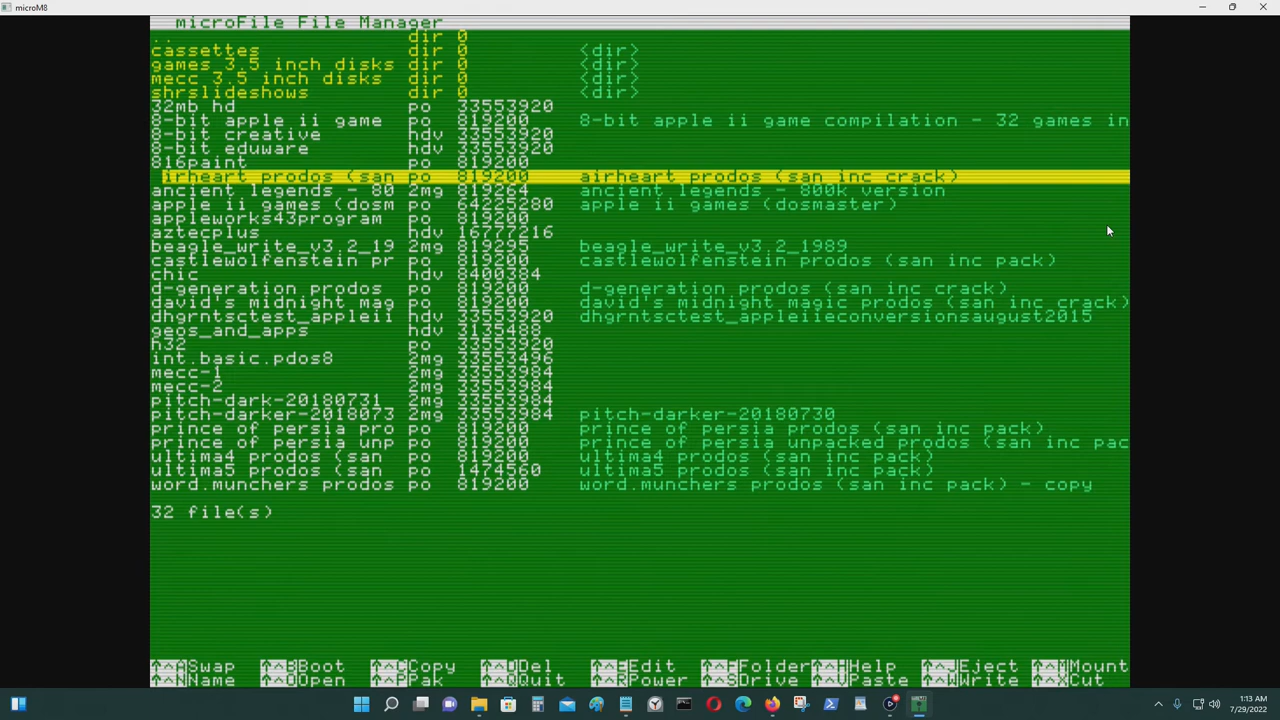 microM8
microFile File Manager
.. dir 0
cassettes dir 0 <dir>
games 3.5 inch disks dir 0 <dir>
mecc 3.5 inch disks dir 0 <dir>
shrslideshows dir 0 <dir>
32mb hd po 33553920
8-bit apple ii game po 819200 8-bit apple ii game compilation - 32 games in
8-bit creative hdv 33553920
8-bit eduware hdv 33553920
816paint po 819200
irheart prodos (san po 819200 airheart prodos (san inc crack)
ancient legends - 80 2mg 819264 ancient legends - 800k version
apple ii games (dosm po 64225280 apple ii games (dosmaster)
appleworks43program po 819200
aztecplus hdv 16777216
beagle_write_v3.2_19 2mg 819295 beagle_write_v3.2_1989
castlewolfenstein pr po 819200 castlewolfenstein prodos (san inc pack)
chic hdv 8400384
d-generation prodos po 819200 d-generation prodos (san inc crack)
david's midnight mag po 819200 david's midnight magic prodos (san inc crack)
dhgrntsctest_appleii hdv 33553920 dhgrntsctest_appleiieconversionsaugust2015
geos_and_apps hdv 3135488
h32 po 33553920
int.basic.pdos8 2mg 33553496
mecc-1 2mg 33553984
mecc-2 2mg 33553984
pitch-dark-20180731 2mg 33553984
pitch-darker-2018073 2mg 33553984 pitch-darker-20180730
prince of persia pro po 819200 prince of persia prodos (san inc pack)
prince of persia unp po 819200 prince of persia unpacked prodos (san inc pac
ultima4 prodos (san po 819200 ultima4 prodos (san inc pack)
ultima5 prodos (san po 1474560 ultima5 prodos (san inc pack)
word.munchers prodos po 819200 word.munchers prodos (san inc pack) - copy
32 file(s)
↑^A Swap ↑^B Boot ↑^C Copy ↑^D Del ↑^E Edit ↑^F Folder ↑^H Help ↑^J Eject ↑^M Mount
↑^N Name ↑^O Open ↑^P Pak ↑^Q Quit ↑^R Power ↑^S Drive ↑^V Paste ↑^W Write ↑^X Cut
1:13 AM
7/29/2022